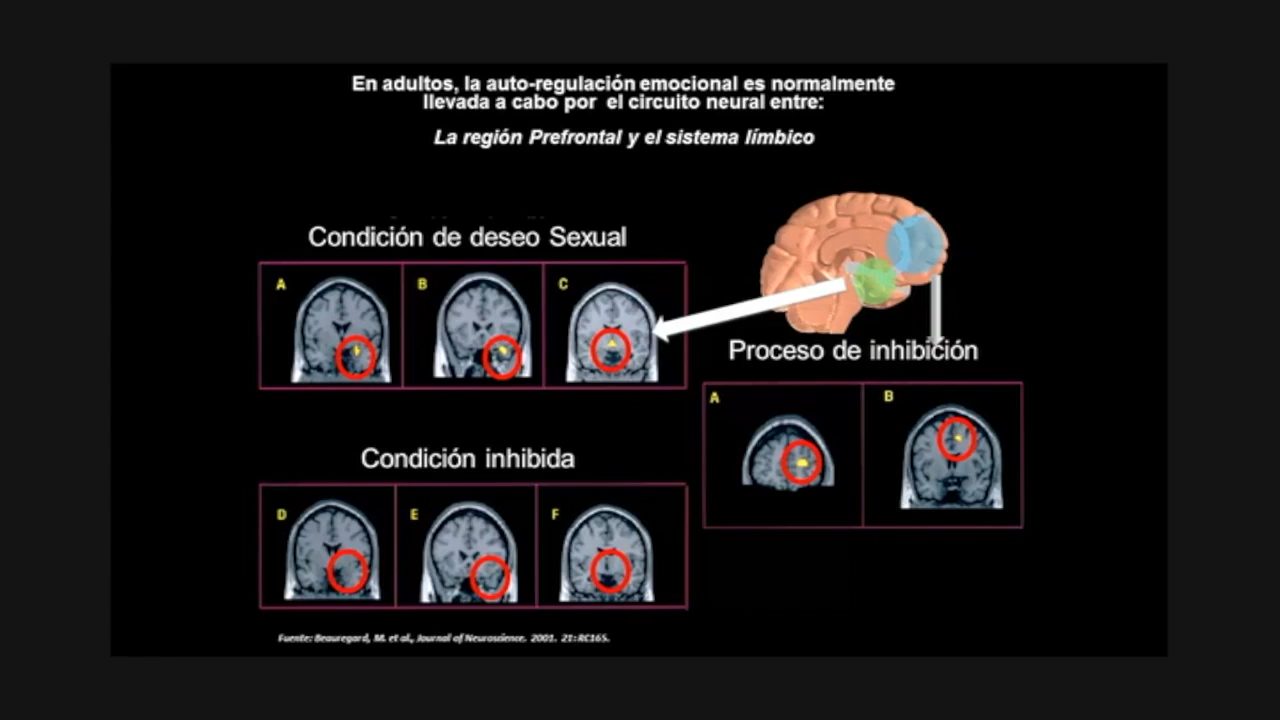 En adultos, la auto-regulación emocional es normalmente
llevada a cabo por el circuito neural entre:
La región Prefrontal y el sistema límbico
Condición de deseo Sexual
A
B
C
Proceso de inhibición
A
B
Condición inhibida
D
E
F
Fuente: Beauregard, M. et al., Journal of Neuroscience. 2001. 21:RC165.